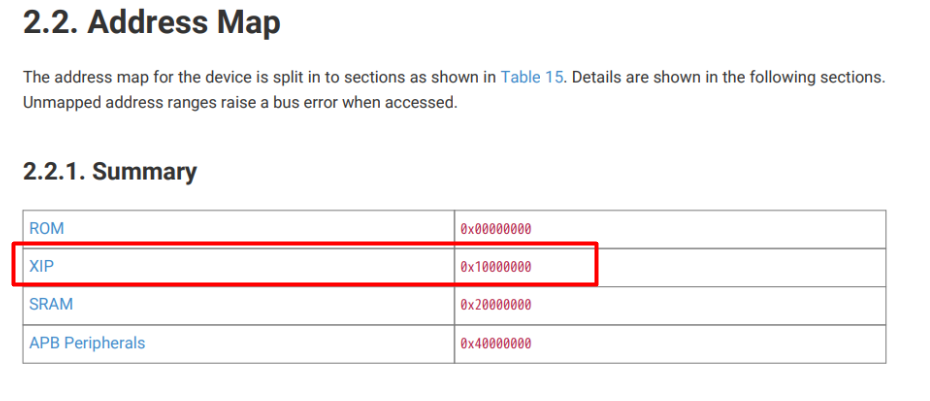 2.2. Address Map
The address map for the device is split in to sections as shown in Table 15. Details are shown in the following sections.
Unmapped address ranges raise a bus error when accessed.
2.2.1. Summary
ROM 0x00000000
XIP 0x10000000
SRAM 0x20000000
APB Peripherals 0x40000000